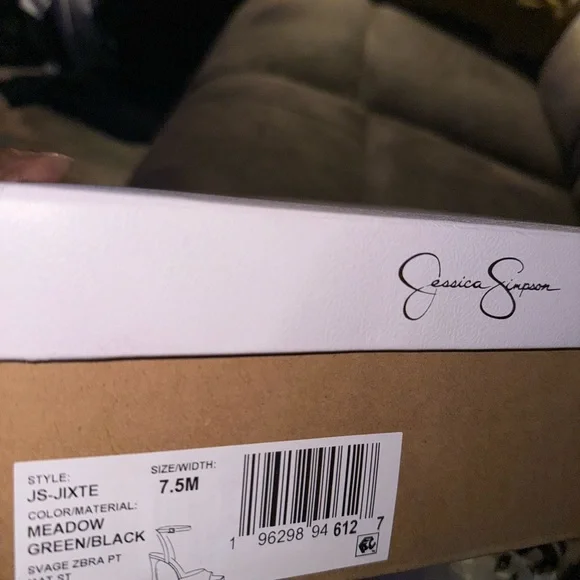 Jessica Simpson
STYLE:
JS-JIXTE
SIZE/WIDTH:
7.5M
COLOR/MATERIAL:
MEADOW
GREEN/BLACK
SVAGE ZBRA PT
1 96298 94 612 7